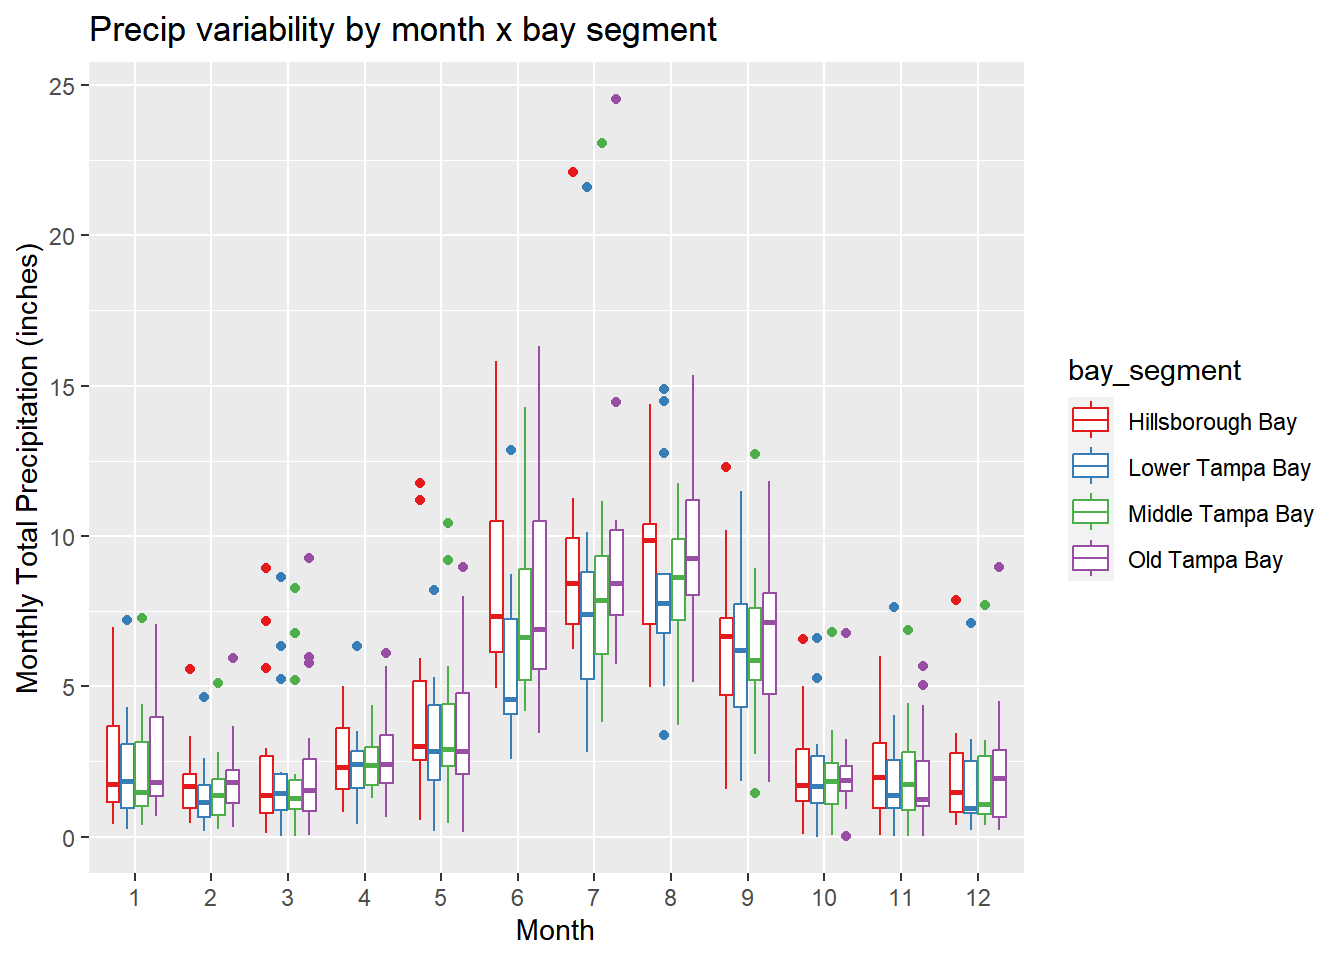 Precip variability by month x bay segment
Monthly Total Precipitation (inches)
25
20
15
10
5
0
1 2 3 4 5 6 7 8 9 10 11 12
Month
bay_segment
Hillsborough Bay
Lower Tampa Bay
Middle Tampa Bay
Old Tampa Bay